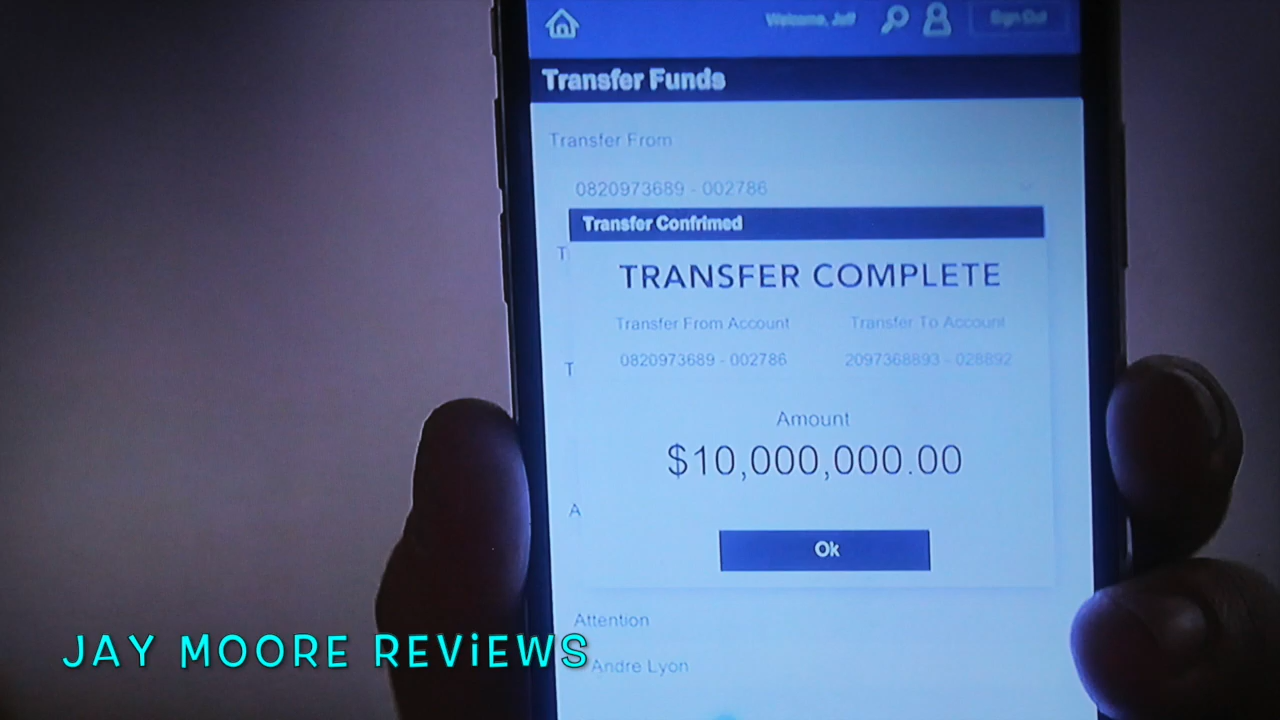 Welcome, Jeff
Sign Out
Transfer Funds
Transfer From
0820973689 - 002786
T
Transfer Confrimed
TRANSFER COMPLETE
Transfer From Account
Transfer To Account
0820973689 - 002786
2097368893 - 028892
T
Amount
$10,000,000.00
A
Ok
Attention
Andre Lyon
JAY MOORE REViEWS